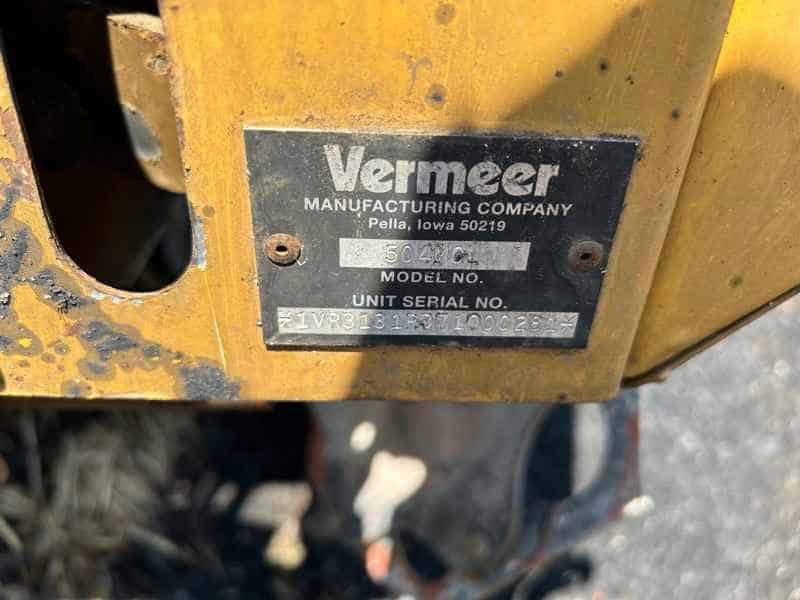 Vermeer
MANUFACTURING COMPANY
Pella, Iowa 50219
MODEL NO.
UNIT SERIAL NO.